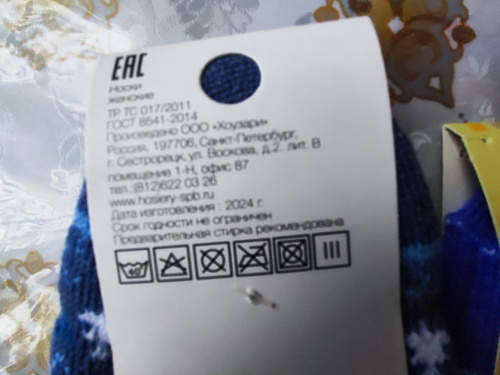 ЕАС
Носки
женские
ТР ТС 017/2011
ГОСТ 8541-2014
Произведено ООО «Хоузари»
Россия, 197706, Санкт-Петербург,
г. Сестрорецк, ул. Воскова, д.2. лит. В
помещение 1-Н, офис 87
тел.:(812)622 03 26
www.hosiery-spb.ru
Дата изготовления : 2024 г.
Срок годности не ограничен
Предварительная стирка рекомендована
40